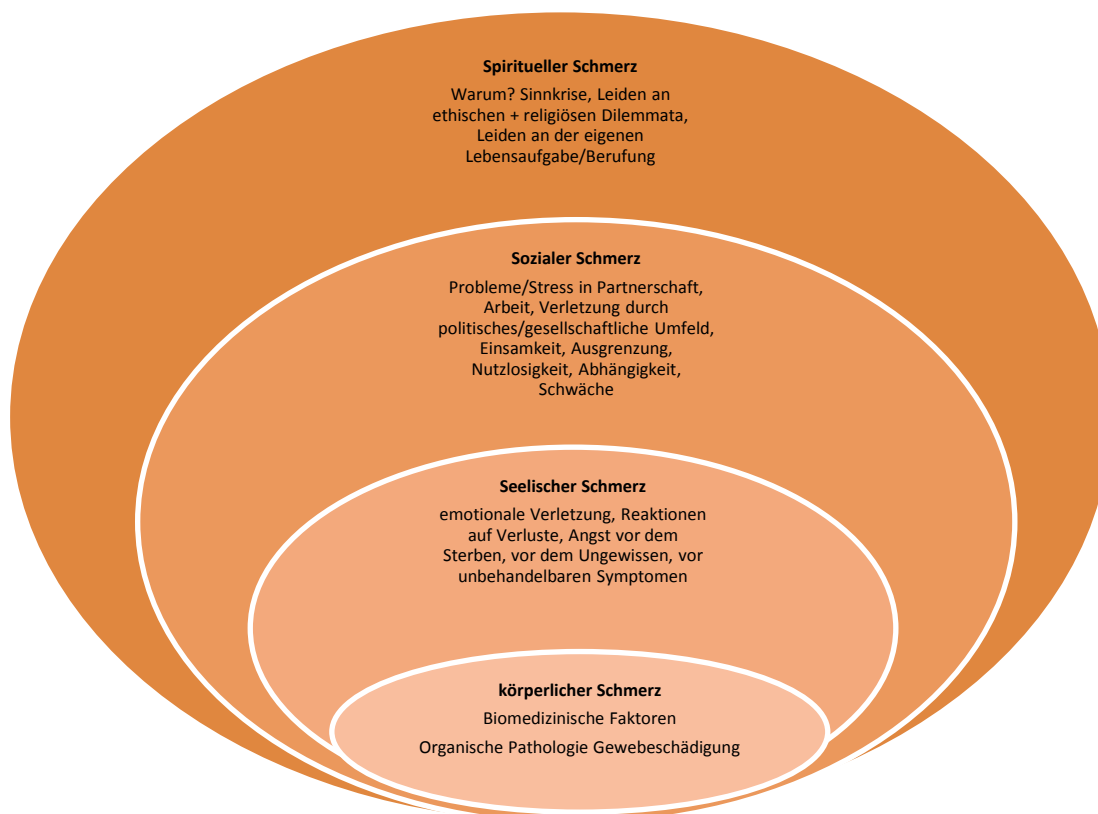 Spiritueller Schmerz
Warum? Sinnkrise, Leiden an
ethischen + religiösen Dilemmata,
Leiden an der eigenen
Lebensaufgabe/Berufung
Sozialer Schmerz
Probleme/Stress in Partnerschaft,
Arbeit, Verletzung durch
politisches/gesellschaftliche Umfeld,
Einsamkeit, Ausgrenzung,
Nutzlosigkeit, Abhängigkeit,
Schwäche
Seelischer Schmerz
emotionale Verletzung, Reaktionen
auf Verluste, Angst vor dem
Sterben, vor dem Ungewissen, vor
unbehandelbaren Symptomen
körperlicher Schmerz
Biomedizinische Faktoren
Organische Pathologie Gewebeschädigung